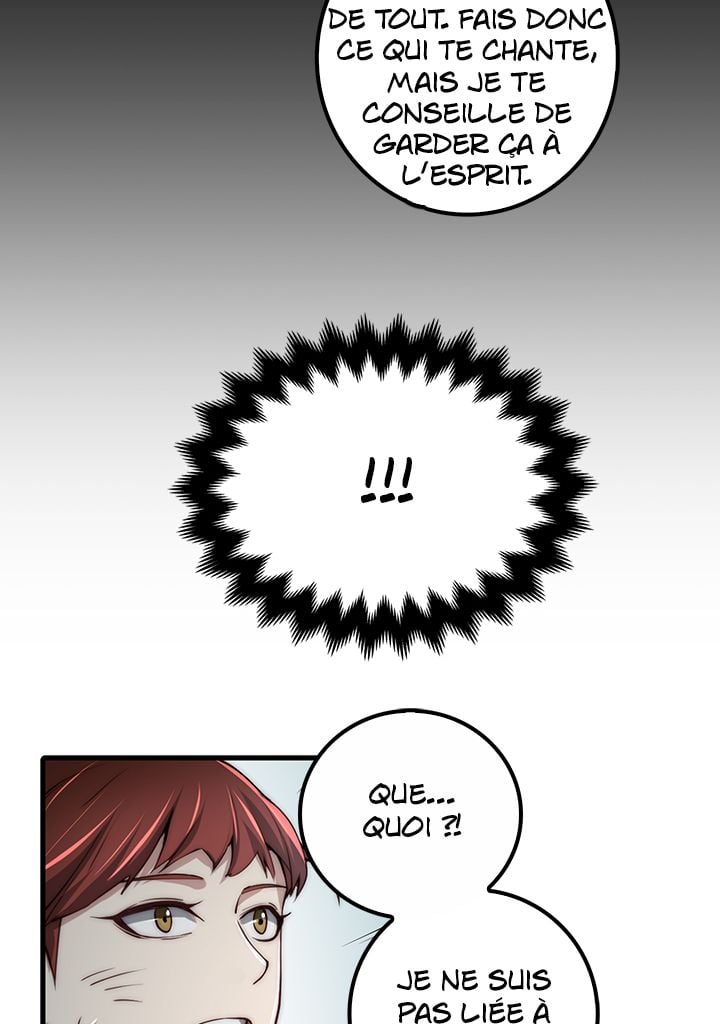 DE TOUT. FAIS DONC
CE QUI TE CHANTE,
MAIS JE TE
CONSEILLE DE
GARDER ÇA À
L'ESPRIT.
!!!
QUE...
QUOI ?!
JE NE SUIS
PAS LIÉE À